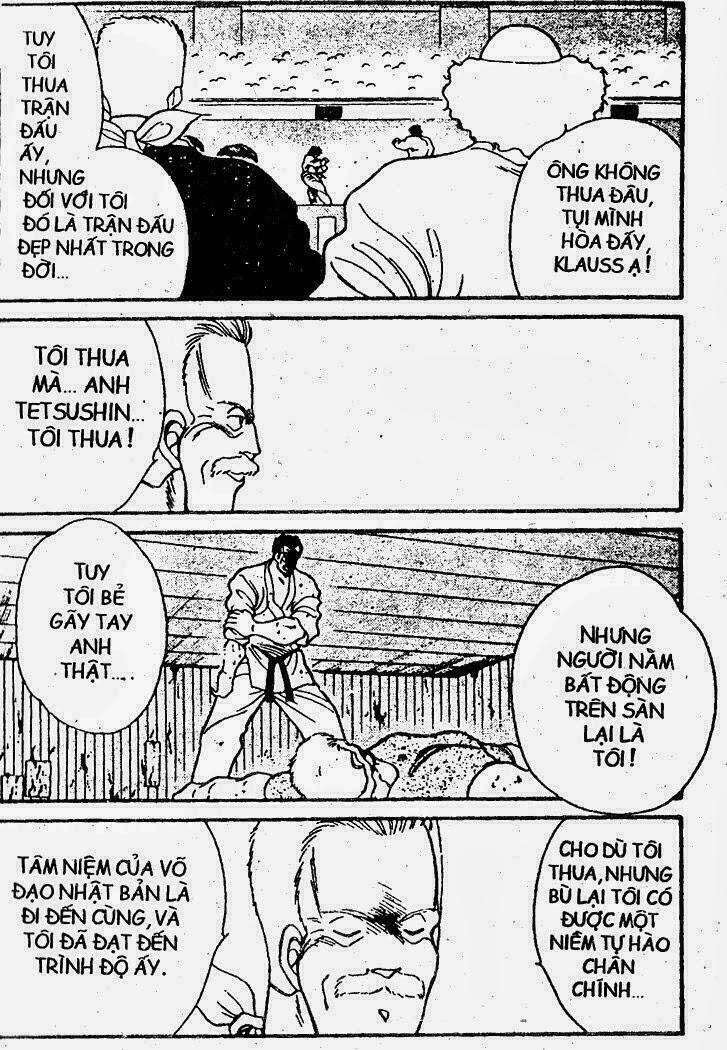 TUY
TÔI
THUA
TRẬN
ĐẤU
ẤY,
NHƯNG
ĐỐI VỚI TÔI
ĐÓ LÀ TRẬN ĐẤU
ĐẸP NHẤT TRONG
ĐỜI...
ÔNG KHÔNG
THUA ĐÂU,
TỤI MÌNH
HÒA ĐẤY,
KLAUSS Ạ!
TÔI THUA
MÀ... ANH
TETSUSHIN...
TÔI THUA!
TUY
TÔI BẺ
GÃY TAY
ANH
THẬT.....
NHƯNG
NGƯỜI NẰM
BẤT ĐỘNG
TRÊN SÀN
LẠI LÀ
TÔI!
TÂM NIỆM CỦA VÕ
ĐẠO NHẬT BẢN LÀ
ĐI ĐẾN CÙNG, VÀ
TÔI ĐÃ ĐẠT ĐẾN
TRÌNH ĐỘ ẤY.
CHO DÙ TÔI
THUA, NHƯNG
BÙ LẠI TÔI CÓ
ĐƯỢC MỘT
NIỀM TỰ HÀO
CHÂN
CHÍNH...